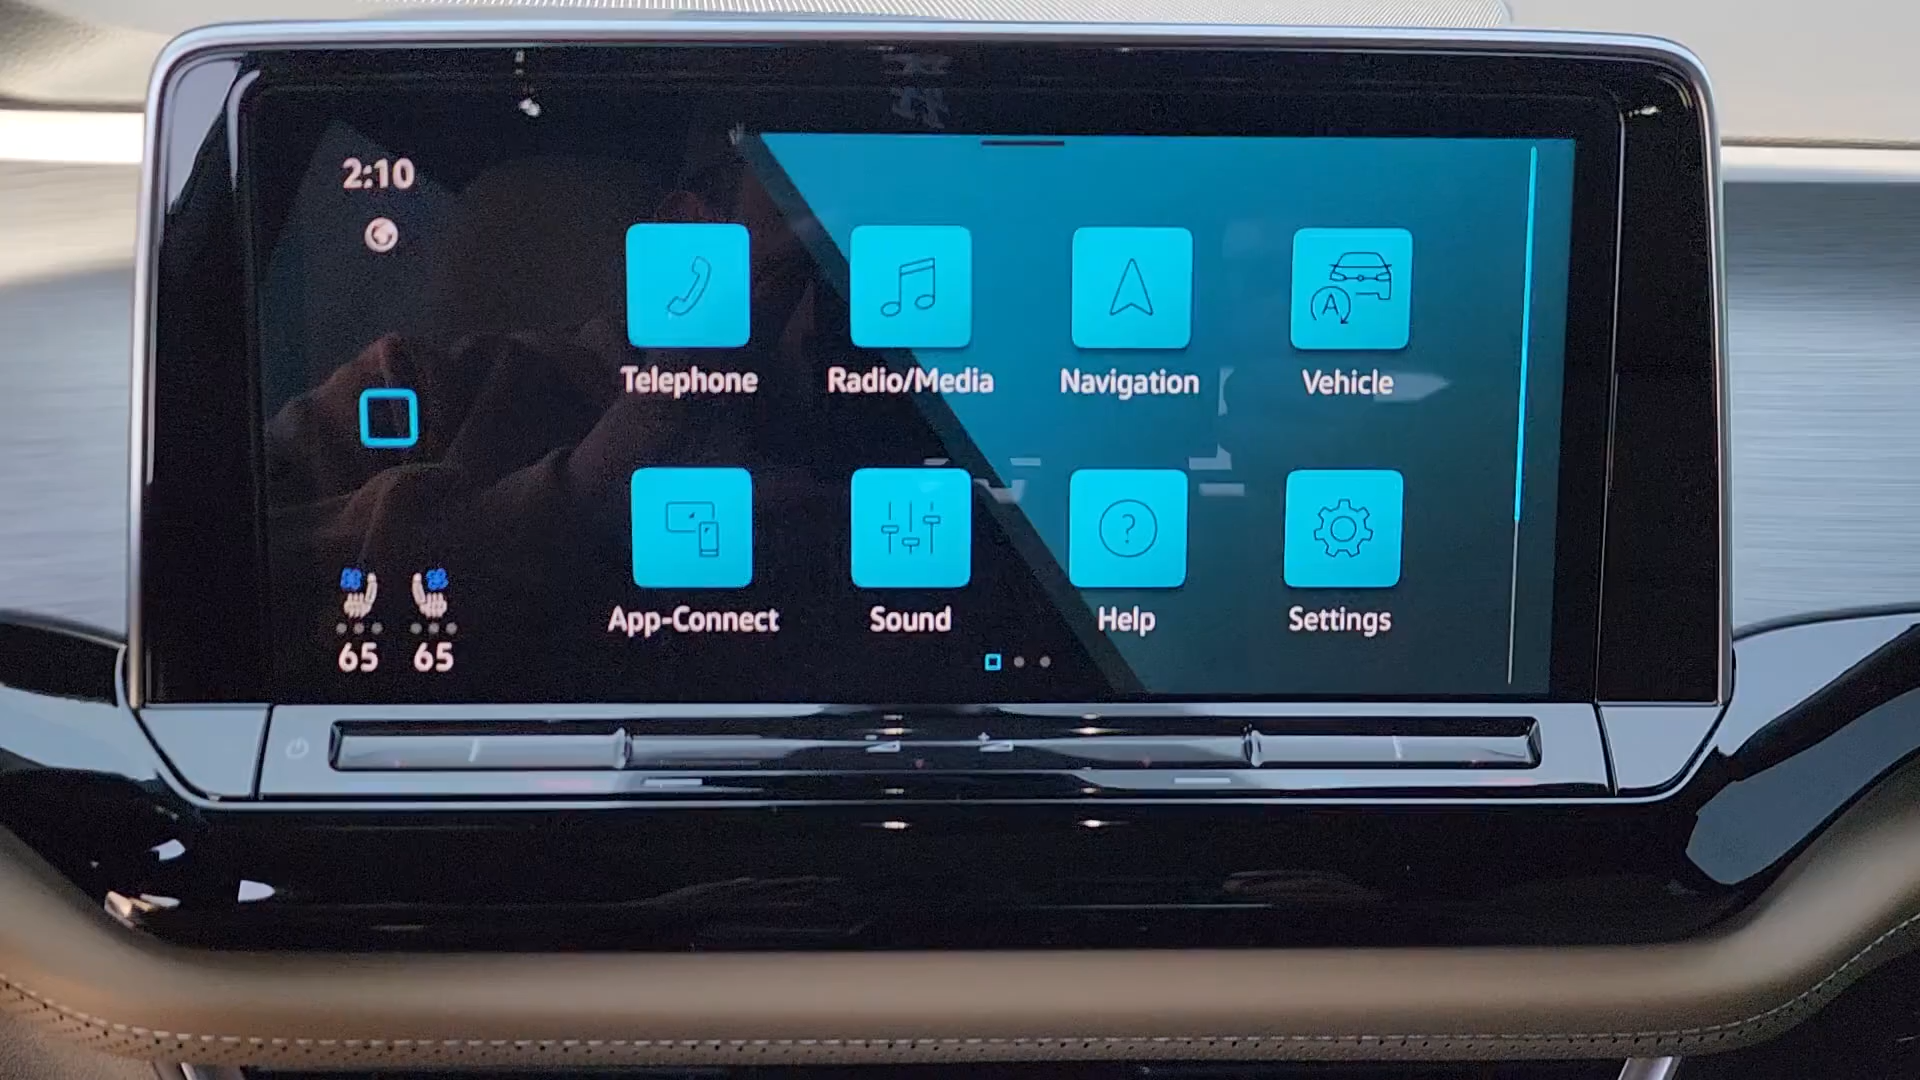 2:10
Telephone Radio/Media Navigation Vehicle
A
App-Connect Sound Help Settings
?
65 65